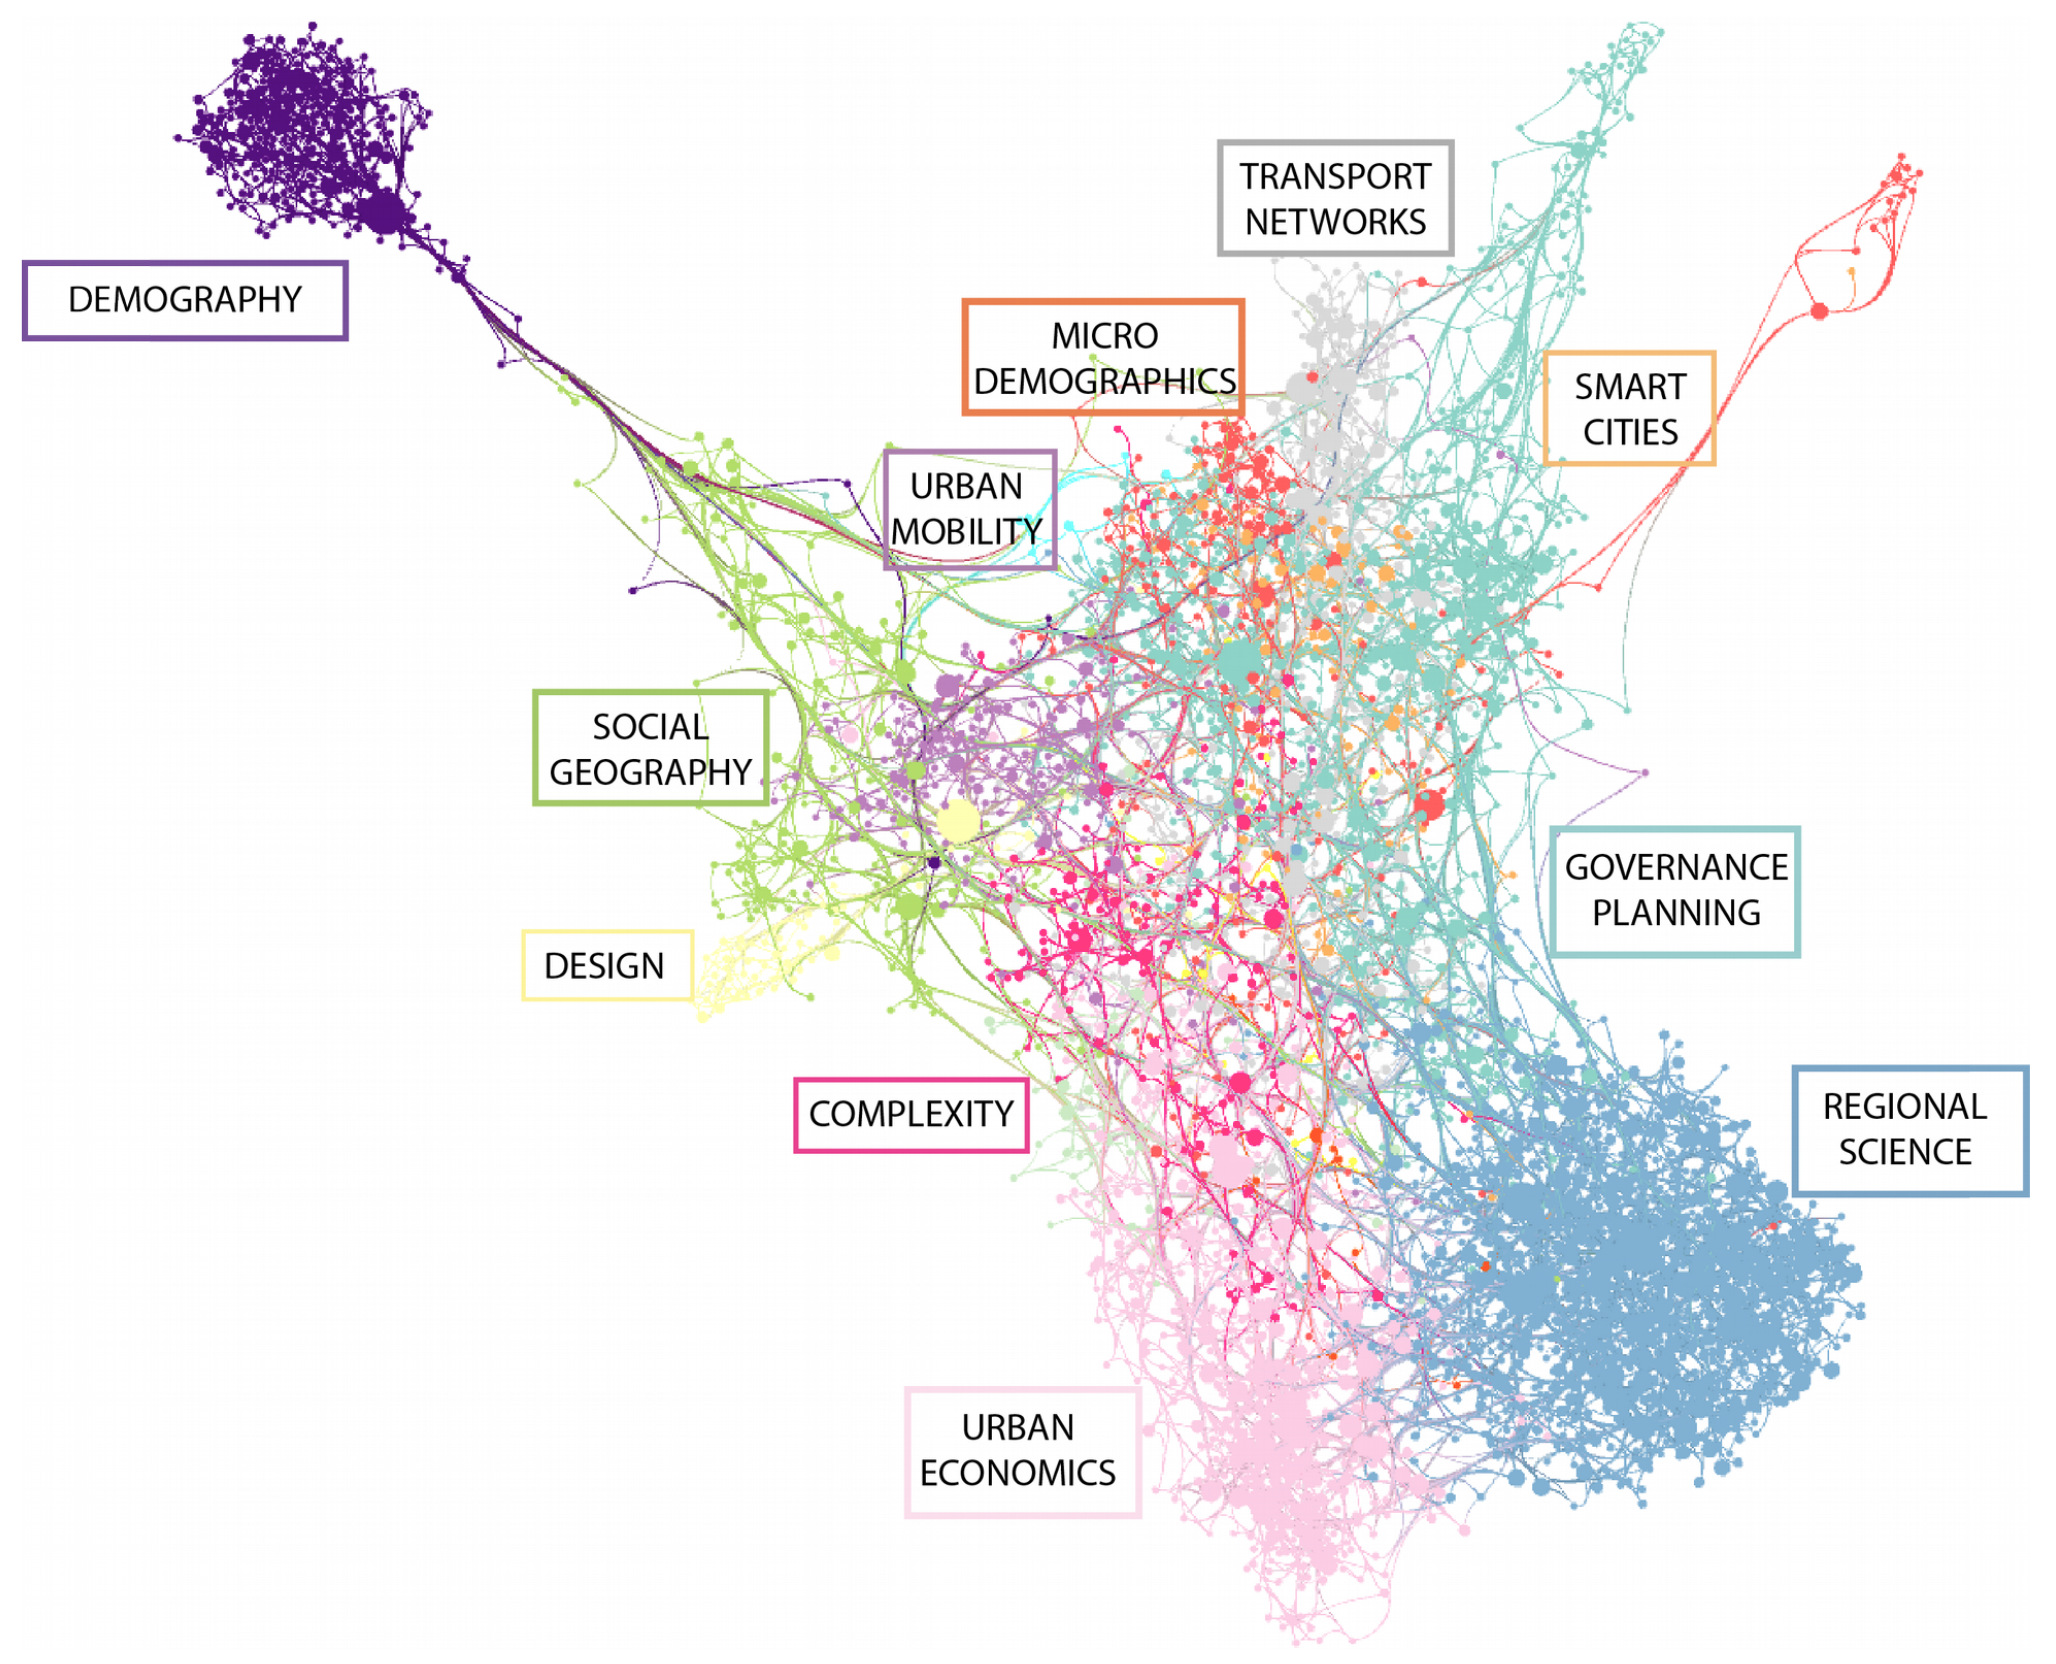 TRANSPORT
NETWORKS
DEMOGRAPHY
MICRO
DEMOGRAPHICS
SMART
CITIES
URBAN
MOBILITY
SOCIAL
GEOGRAPHY
GOVERNANCE
PLANNING
DESIGN
COMPLEXITY
REGIONAL
SCIENCE
URBAN
ECONOMICS